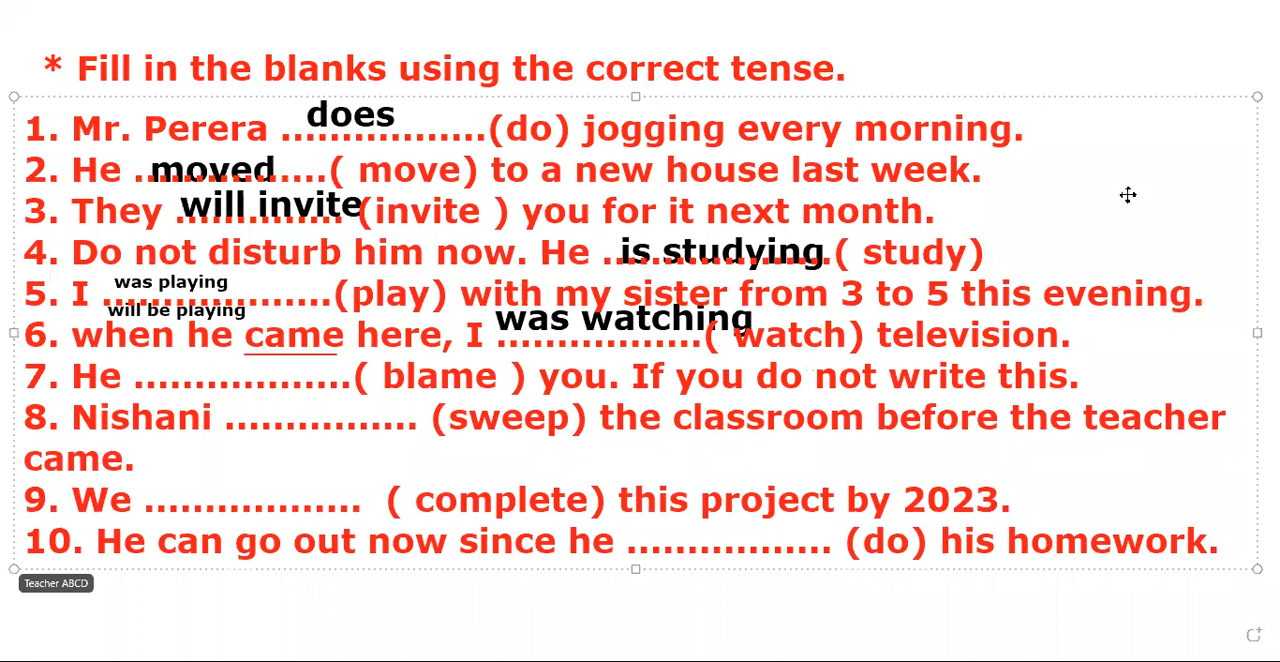 * Fill in the blanks using the correct tense.
1. Mr. Perera ......does...........(do) jogging every morning.
2. He ..moved..............( move) to a new house last week.
3. They .will invite............. (invite ) you for it next month.
4. Do not disturb him now. He ..is studying.................( study)
was playing
5. I ...................(play) with my sister from 3 to 5 this evening.
will be playing
6. when he came here, I was watching.................( watch) television.
7. He ..................( blame ) you. If you do not write this.
8. Nishani ................ (sweep) the classroom before the teacher
came.
9. We .................. ( complete) this project by 2023.
10. He can go out now since he ................. (do) his homework.
Teacher ABCD